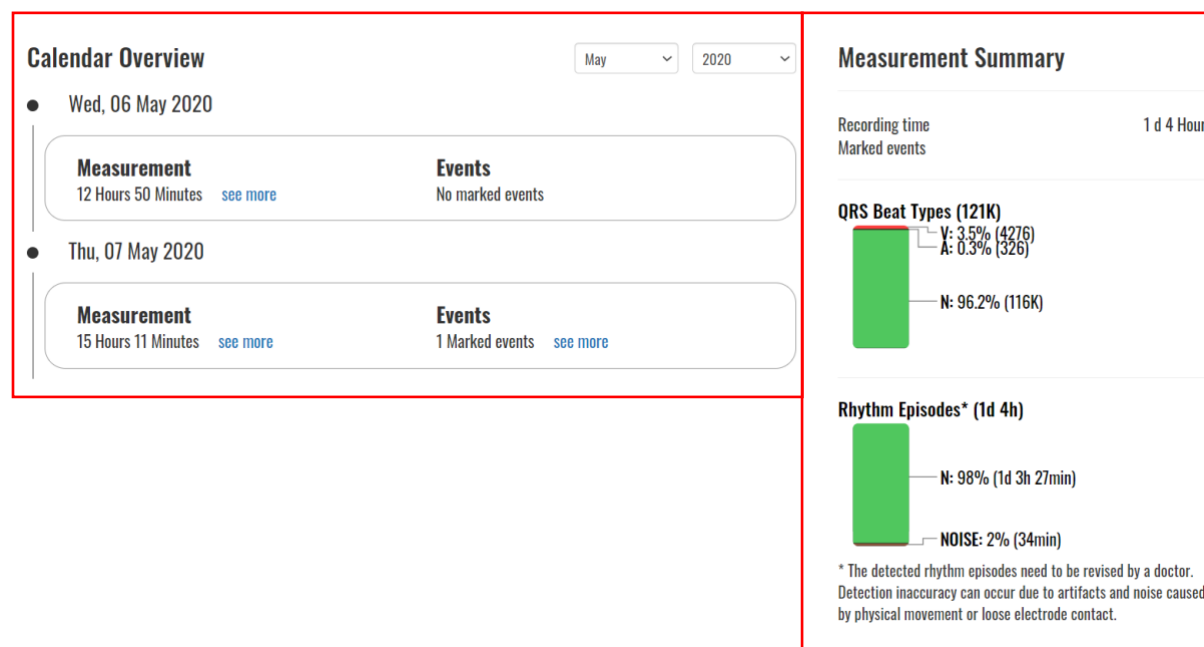 Calendar Overview
May
2020
Wed, 06 May 2020
Measurement
12 Hours 50 Minutes see more
Events
No marked events
Thu, 07 May 2020
Measurement
15 Hours 11 Minutes see more
Events
1 Marked events see more
Measurement Summary
Recording time 1 d 4 Hour
Marked events
QRS Beat Types (121K)
V: 3.5% (4276)
A: 0.3% (326)
N: 96.2% (116K)
Rhythm Episodes* (1d 4h)
N: 98% (1d 3h 27min)
NOISE: 2% (34min)
* The detected rhythm episodes need to be revised by a doctor.
Detection inaccuracy can occur due to artifacts and noise caused
by physical movement or loose electrode contact.